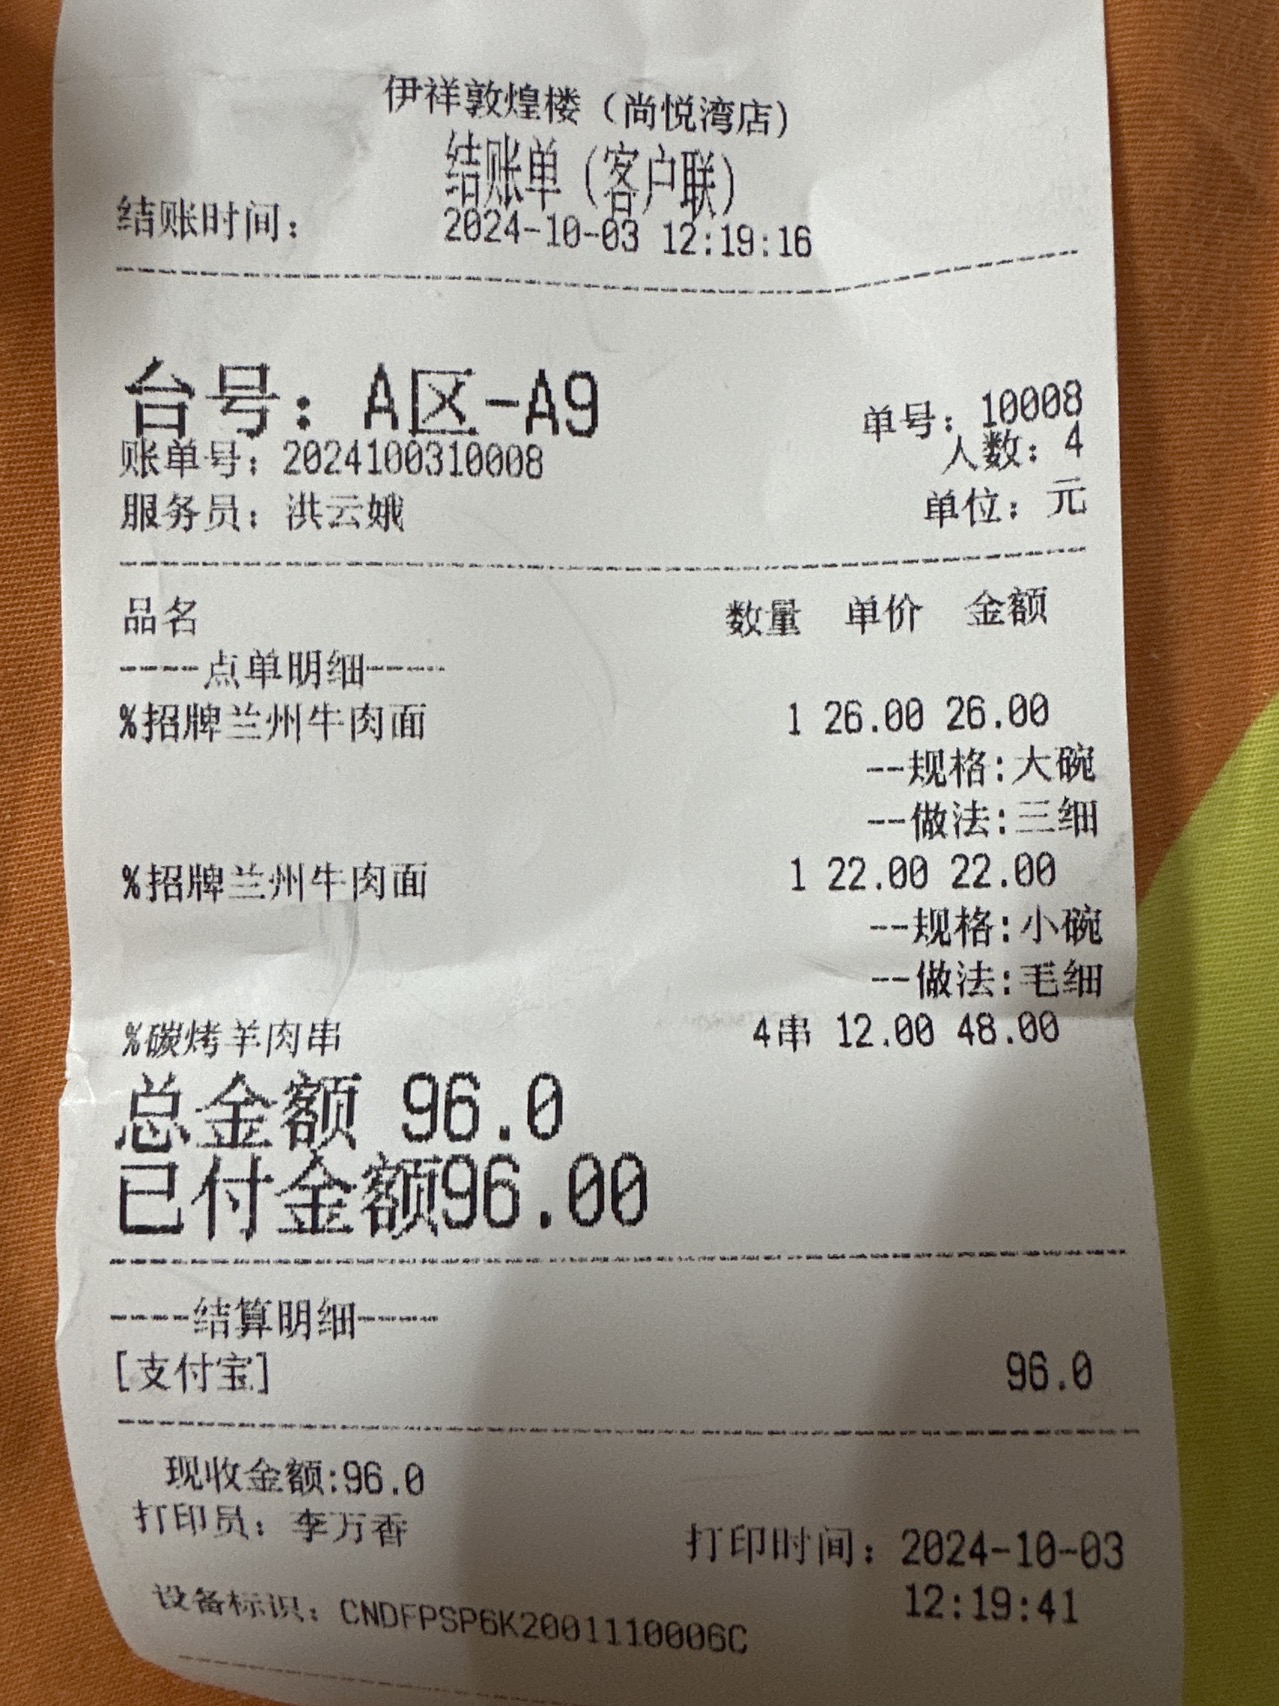 伊祥敦煌楼（尚悦湾店）
结账单（客户联）
结账时间： 2024-10-03 12:19:16
台号：A区-A9
单号：10008
账单号：2024100310008 人数：4
服务员：洪云娥 单位：元
品名 数量 单价 金额
----点单明细----
%招牌兰州牛肉面 1 26.00 26.00
--规格:大碗
--做法:三细
%招牌兰州牛肉面 1 22.00 22.00
--规格:小碗
--做法:毛细
%碳烤羊肉串 4串 12.00 48.00
总金额 96.0
已付金额96.00
----结算明细----
[支付宝] 96.0
现收金额:96.0
打印员：李万香 打印时间：2024-10-03
12:19:41
设备标识：CNDFPSP6K2001110006C